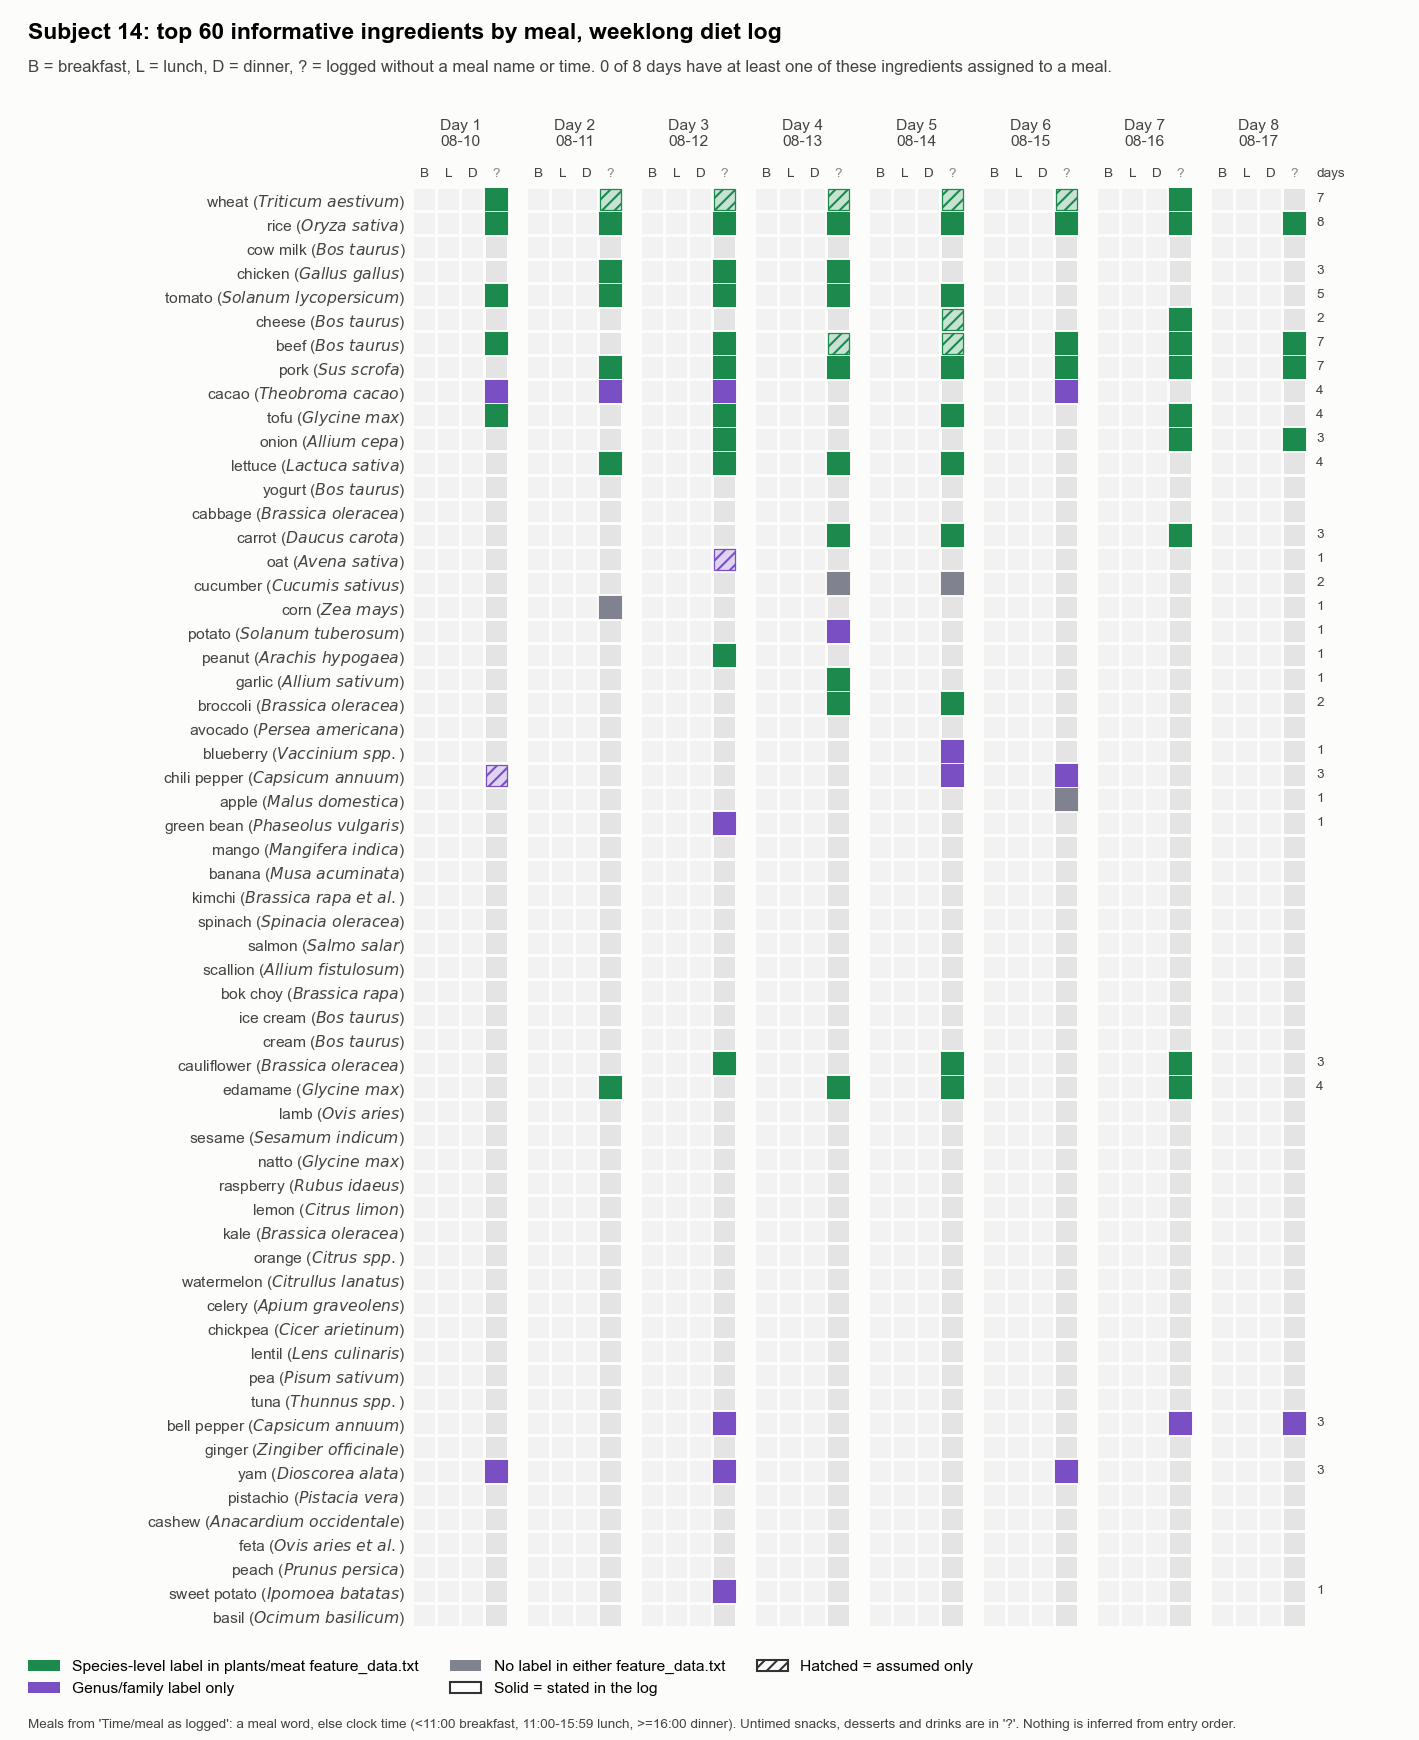 Subject 14: top 60 informative ingredients by meal, weeklong diet log
B = breakfast, L = lunch, D = dinner, ? = logged without a meal name or time. 0 of 8 days have at least one of these ingredients assigned to a meal.
Day 1 Day 2 Day 3 Day 4 Day 5 Day 6 Day 7 Day 8
08-10 08-11 08-12 08-13 08-14 08-15 08-16 08-17
B L D ? B L D ? B L D ? B L D ? B L D ? B L D ? B L D ? B L D ? days
wheat (Triticum aestivum) 7
rice (Oryza sativa) 8
cow milk (Bos taurus)
chicken (Gallus gallus) 3
tomato (Solanum lycopersicum) 5
cheese (Bos taurus) 2
beef (Bos taurus) 7
pork (Sus scrofa) 7
cacao (Theobroma cacao) 4
tofu (Glycine max) 4
onion (Allium cepa) 3
lettuce (Lactuca sativa) 4
yogurt (Bos taurus)
cabbage (Brassica oleracea)
carrot (Daucus carota) 3
oat (Avena sativa) 1
cucumber (Cucumis sativus) 2
corn (Zea mays) 1
potato (Solanum tuberosum) 1
peanut (Arachis hypogaea) 1
garlic (Allium sativum) 1
broccoli (Brassica oleracea) 2
avocado (Persea americana)
blueberry (Vaccinium spp. ) 1
chili pepper (Capsicum annuum) 3
apple (Malus domestica) 1
green bean (Phaseolus vulgaris) 1
mango (Mangifera indica)
banana (Musa acuminata)
kimchi (Brassica rapa et al. )
spinach (Spinacia oleracea)
salmon (Salmo salar)
scallion (Allium fistulosum)
bok choy (Brassica rapa)
ice cream (Bos taurus)
cream (Bos taurus)
cauliflower (Brassica oleracea) 3
edamame (Glycine max) 4
lamb (Ovis aries)
sesame (Sesamum indicum)
natto (Glycine max)
raspberry (Rubus idaeus)
lemon (Citrus limon)
kale (Brassica oleracea)
orange (Citrus spp. )
watermelon (Citrullus lanatus)
celery (Apium graveolens)
chickpea (Cicer arietinum)
lentil (Lens culinaris)
pea (Pisum sativum)
tuna (Thunnus spp. )
bell pepper (Capsicum annuum) 3
ginger (Zingiber officinale)
yam (Dioscorea alata) 3
pistachio (Pistacia vera)
cashew (Anacardium occidentale)
feta (Ovis aries et al. )
peach (Prunus persica)
sweet potato (Ipomoea batatas) 1
basil (Ocimum basilicum)
Species-level label in plants/meat feature_data.txt No label in either feature_data.txt Hatched = assumed only
Genus/family label only Solid = stated in the log
Meals from 'Time/meal as logged': a meal word, else clock time (<11:00 breakfast, 11:00-15:59 lunch, >=16:00 dinner). Untimed snacks, desserts and drinks are in '?'. Nothing is inferred from entry order.